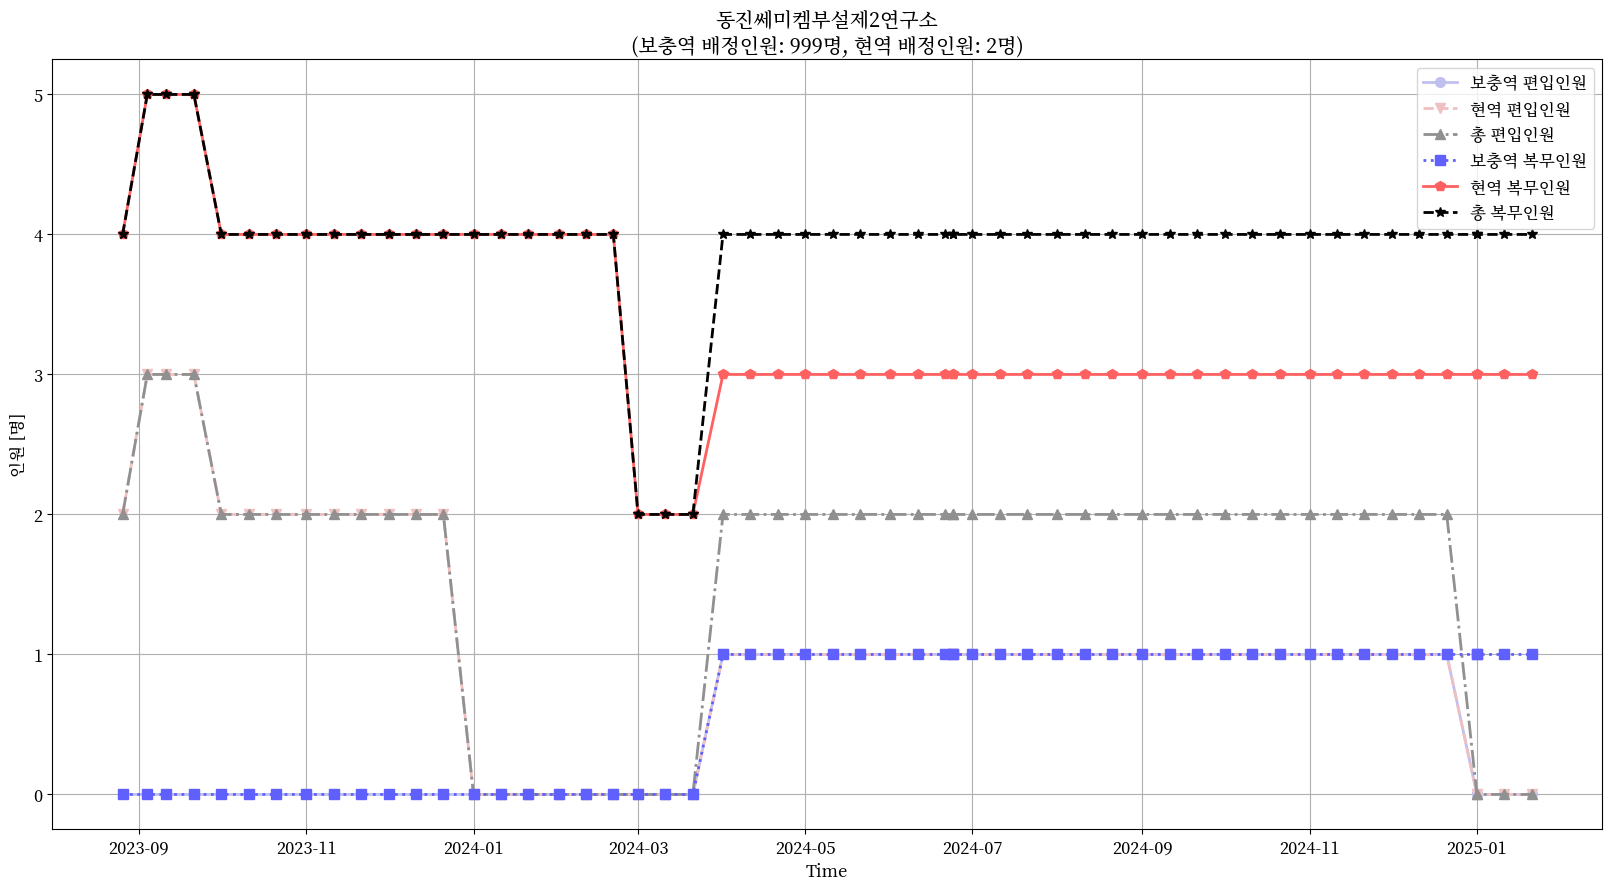 동진쎄미켐부설제2연구소
(보충역 배정인원: 999명, 현역 배정인원: 2명)
보충역 편입인원
현역 편입인원
총 편입인원
보충역 복무인원
현역 복무인원
총 복무인원
인원 [명]
5
4
3
2
1
0
2023-09
2023-11
2024-01
2024-03
2024-05
2024-07
2024-09
2024-11
2025-01
Time